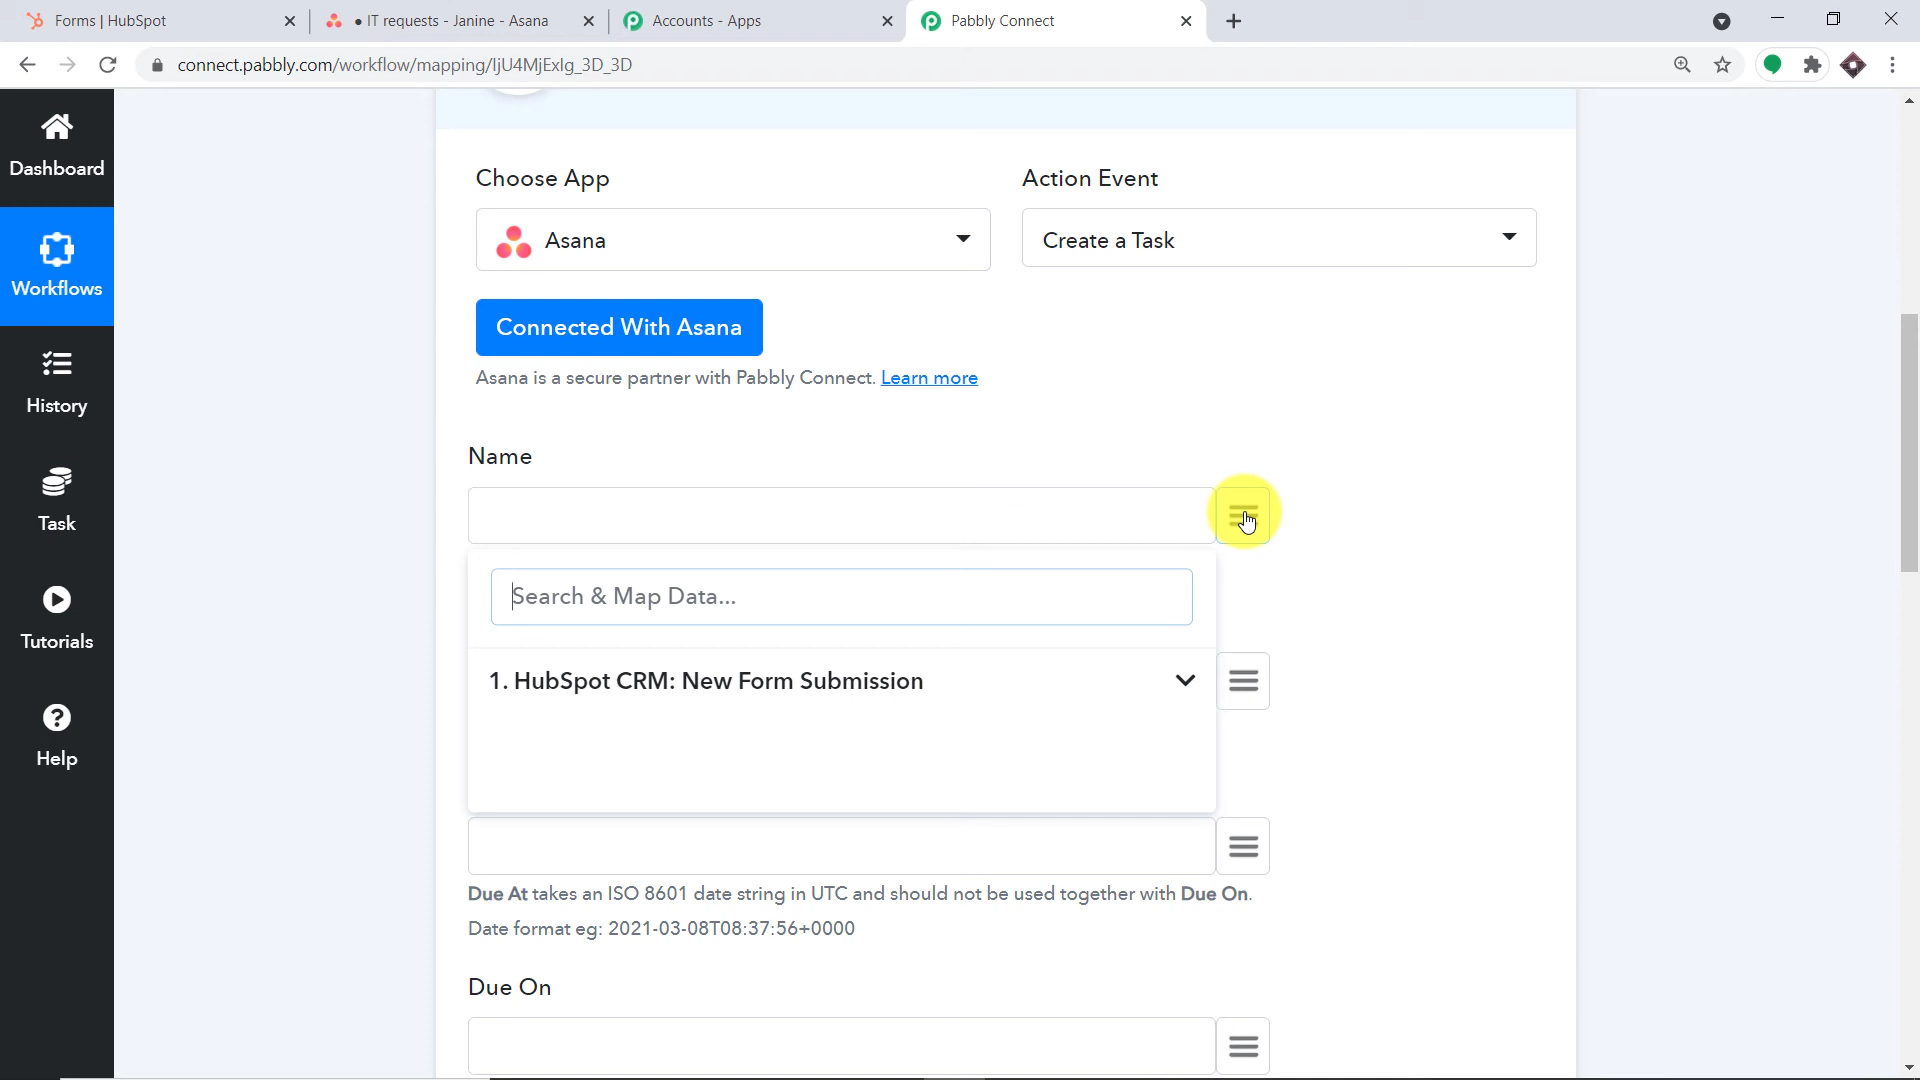 Forms | HubSpot
• IT requests - Janine - Asana
Accounts - Apps
Pabbly Connect
connect.pabbly.com/workflow/mapping/IjU4MjExIg_3D_3D
Dashboard
Workflows
History
Task
Tutorials
Help
Choose App
Action Event
Asana
Create a Task
Connected With Asana
Asana is a secure partner with Pabbly Connect. Learn more
Name
Search & Map Data...
1. HubSpot CRM: New Form Submission
Due At takes an ISO 8601 date string in UTC and should not be used together with Due On.
Date format eg: 2021-03-08T08:37:56+0000
Due On